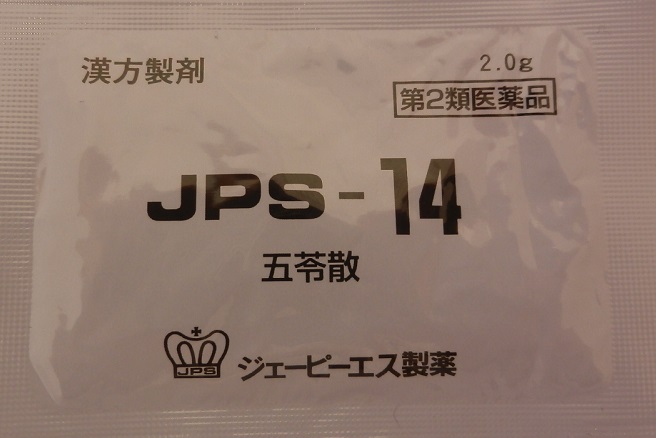 漢方製剤
2.0g
第2類医薬品
JPS-14
五苓散
JPS
ジェーピーエス製薬